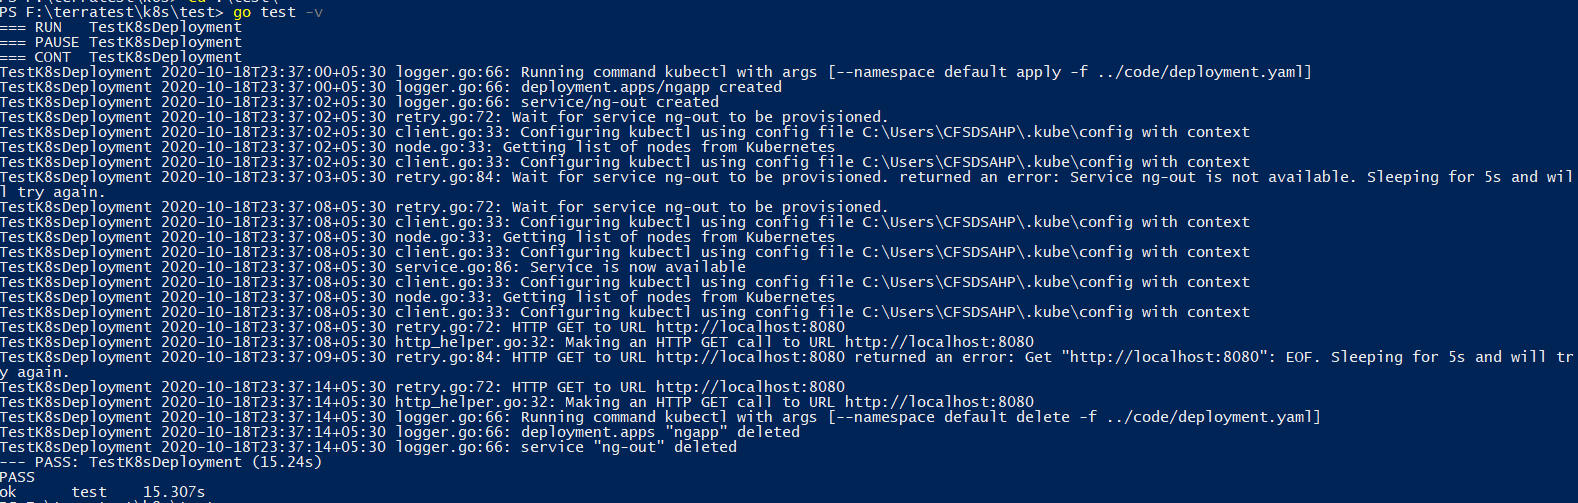 PS F:\terratest\k8s\test> go test -v
=== RUN   TestK8sDeployment
=== PAUSE TestK8sDeployment
=== CONT  TestK8sDeployment
TestK8sDeployment 2020-10-18T23:37:00+05:30 logger.go:66: Running command kubectl with args [--namespace default apply -f ../code/deployment.yaml]
TestK8sDeployment 2020-10-18T23:37:00+05:30 logger.go:66: deployment.apps/ngapp created
TestK8sDeployment 2020-10-18T23:37:02+05:30 logger.go:66: service/ng-out created
TestK8sDeployment 2020-10-18T23:37:02+05:30 retry.go:72: Wait for service ng-out to be provisioned.
TestK8sDeployment 2020-10-18T23:37:02+05:30 client.go:33: Configuring kubectl using config file C:\Users\CFSDSAHP\.kube\config with context
TestK8sDeployment 2020-10-18T23:37:02+05:30 node.go:33: Getting list of nodes from Kubernetes
TestK8sDeployment 2020-10-18T23:37:02+05:30 client.go:33: Configuring kubectl using config file C:\Users\CFSDSAHP\.kube\config with context
TestK8sDeployment 2020-10-18T23:37:03+05:30 retry.go:84: Wait for service ng-out to be provisioned. returned an error: Service ng-out is not available. Sleeping for 5s and wil
l try again.
TestK8sDeployment 2020-10-18T23:37:08+05:30 retry.go:72: Wait for service ng-out to be provisioned.
TestK8sDeployment 2020-10-18T23:37:08+05:30 client.go:33: Configuring kubectl using config file C:\Users\CFSDSAHP\.kube\config with context
TestK8sDeployment 2020-10-18T23:37:08+05:30 node.go:33: Getting list of nodes from Kubernetes
TestK8sDeployment 2020-10-18T23:37:08+05:30 client.go:33: Configuring kubectl using config file C:\Users\CFSDSAHP\.kube\config with context
TestK8sDeployment 2020-10-18T23:37:08+05:30 service.go:86: Service is now available
TestK8sDeployment 2020-10-18T23:37:08+05:30 client.go:33: Configuring kubectl using config file C:\Users\CFSDSAHP\.kube\config with context
TestK8sDeployment 2020-10-18T23:37:08+05:30 node.go:33: Getting list of nodes from Kubernetes
TestK8sDeployment 2020-10-18T23:37:08+05:30 client.go:33: Configuring kubectl using config file C:\Users\CFSDSAHP\.kube\config with context
TestK8sDeployment 2020-10-18T23:37:08+05:30 retry.go:72: HTTP GET to URL http://localhost:8080
TestK8sDeployment 2020-10-18T23:37:08+05:30 http_helper.go:32: Making an HTTP GET call to URL http://localhost:8080
TestK8sDeployment 2020-10-18T23:37:09+05:30 retry.go:84: HTTP GET to URL http://localhost:8080 returned an error: Get "http://localhost:8080": EOF. Sleeping for 5s and will tr
y again.
TestK8sDeployment 2020-10-18T23:37:14+05:30 retry.go:72: HTTP GET to URL http://localhost:8080
TestK8sDeployment 2020-10-18T23:37:14+05:30 http_helper.go:32: Making an HTTP GET call to URL http://localhost:8080
TestK8sDeployment 2020-10-18T23:37:14+05:30 logger.go:66: Running command kubectl with args [--namespace default delete -f ../code/deployment.yaml]
TestK8sDeployment 2020-10-18T23:37:14+05:30 logger.go:66: deployment.apps "ngapp" deleted
TestK8sDeployment 2020-10-18T23:37:14+05:30 logger.go:66: service "ng-out" deleted
--- PASS: TestK8sDeployment (15.24s)
PASS
ok      test    15.307s